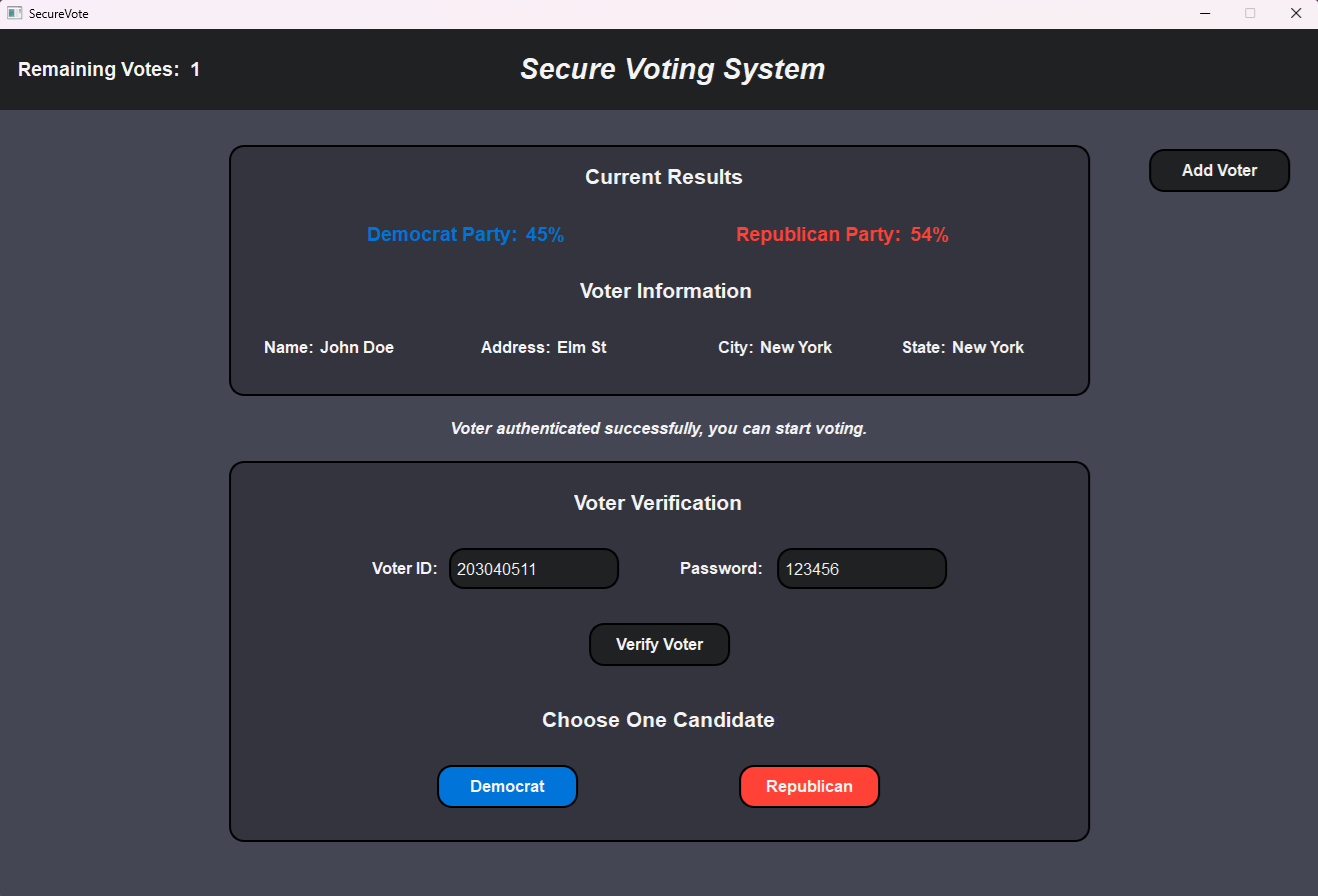 SecureVote
Remaining Votes: 1
Secure Voting System
Add Voter
Current Results
Democrat Party: 45%
Republican Party: 54%
Voter Information
Name: John Doe
Address: Elm St
City: New York
State: New York
Voter authenticated successfully, you can start voting.
Voter Verification
Voter ID: 203040511
Password: 123456
Verify Voter
Choose One Candidate
Democrat
Republican